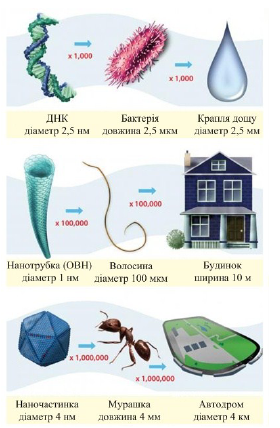 x 1,000
x 1,000
ДНК
діаметр 2,5 нм
Бактерія
довжина 2,5 мкм
Крапля дощу
діаметр 2,5 мм
x 100,000
x 100,000
Нанотрубка (ОВН)
діаметр 1 нм
Волосина
діаметр 100 мкм
Будинок
ширина 10 м
x 1,000,000
x 1,000,000
Наночастинка
діаметр 4 нм
Мурашка
довжина 4 мм
Автодром
діаметр 4 км